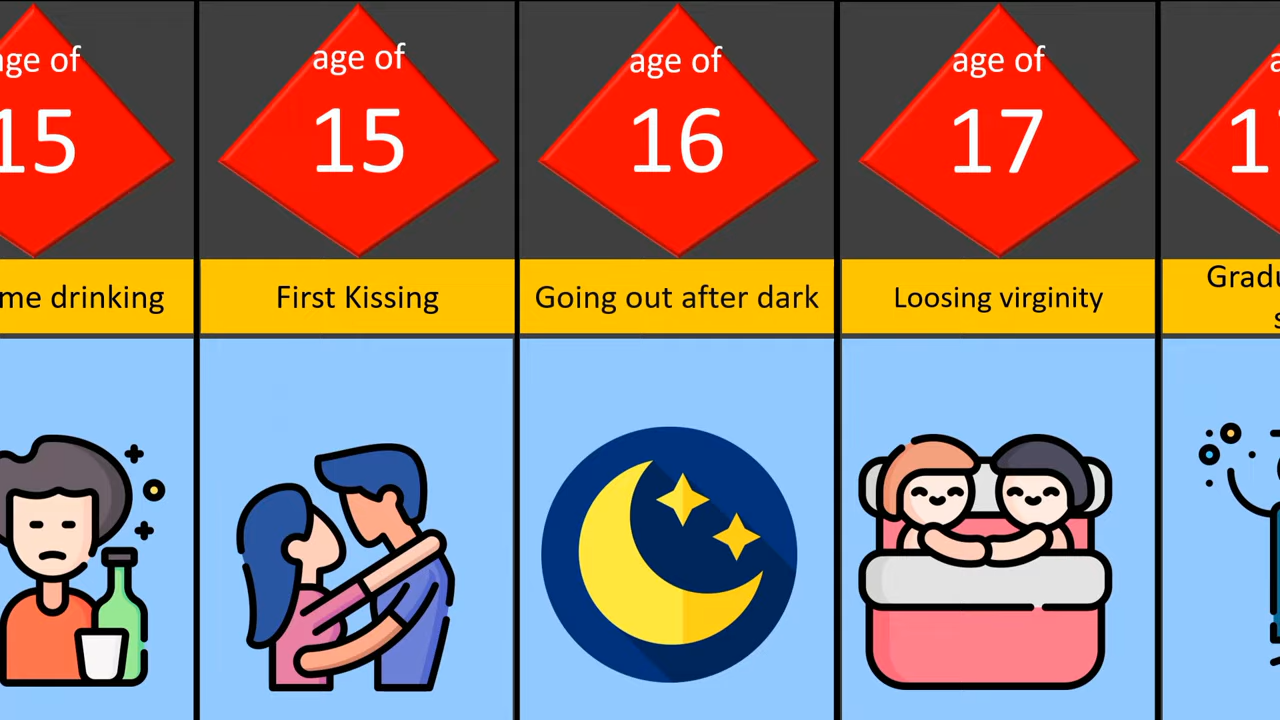 age of
15
drinking
age of
15
First Kissing
age of
16
Going out after dark
age of
17
Loosing virginity